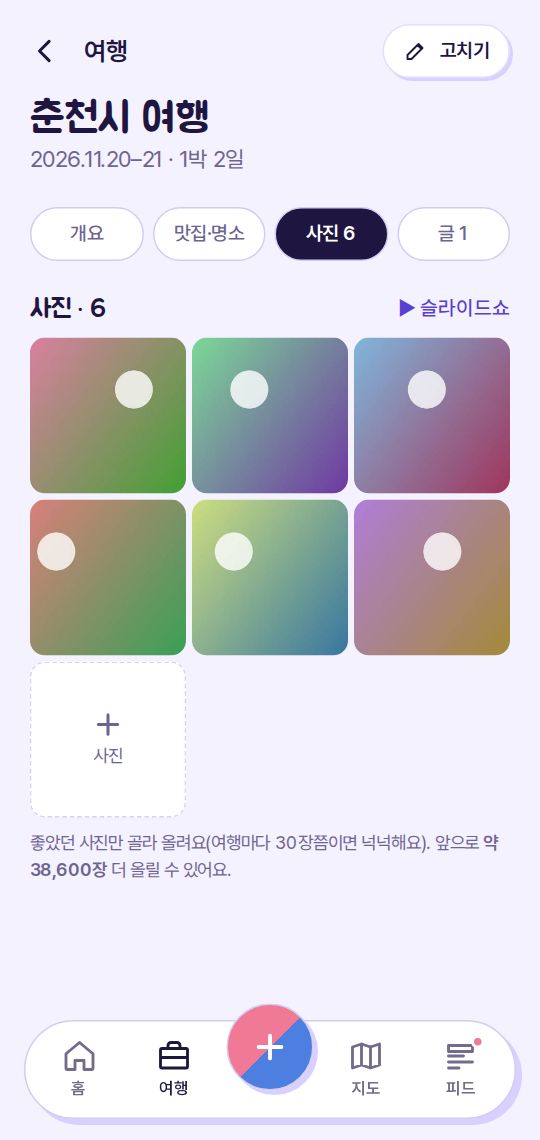 여행
고치기
춘천시 여행
2026.11.20–21 · 1박 2일
개요
맛집·명소
사진 6
글 1
사진 · 6
▶ 슬라이드쇼
사진
좋았던 사진만 골라 올려요(여행마다 30장쯤이면 넉넉해요). 앞으로 약
38,600장 더 올릴 수 있어요.
홈
여행
지도
피드